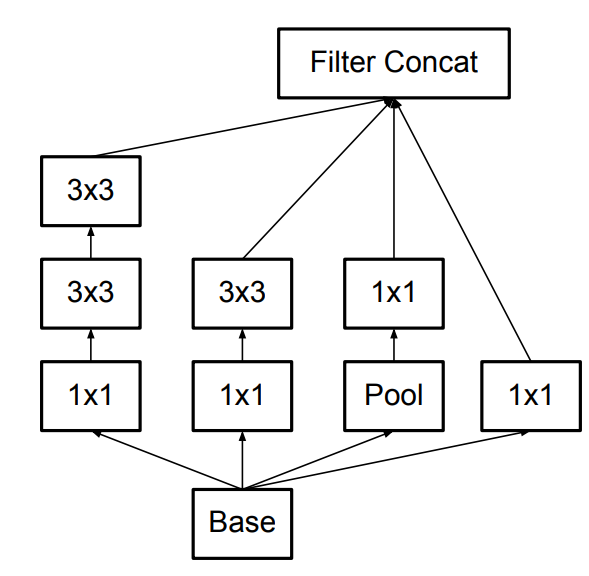 Filter Concat
3x3
3x3
3x3
1x1
1x1
1x1
Pool
1x1
Base